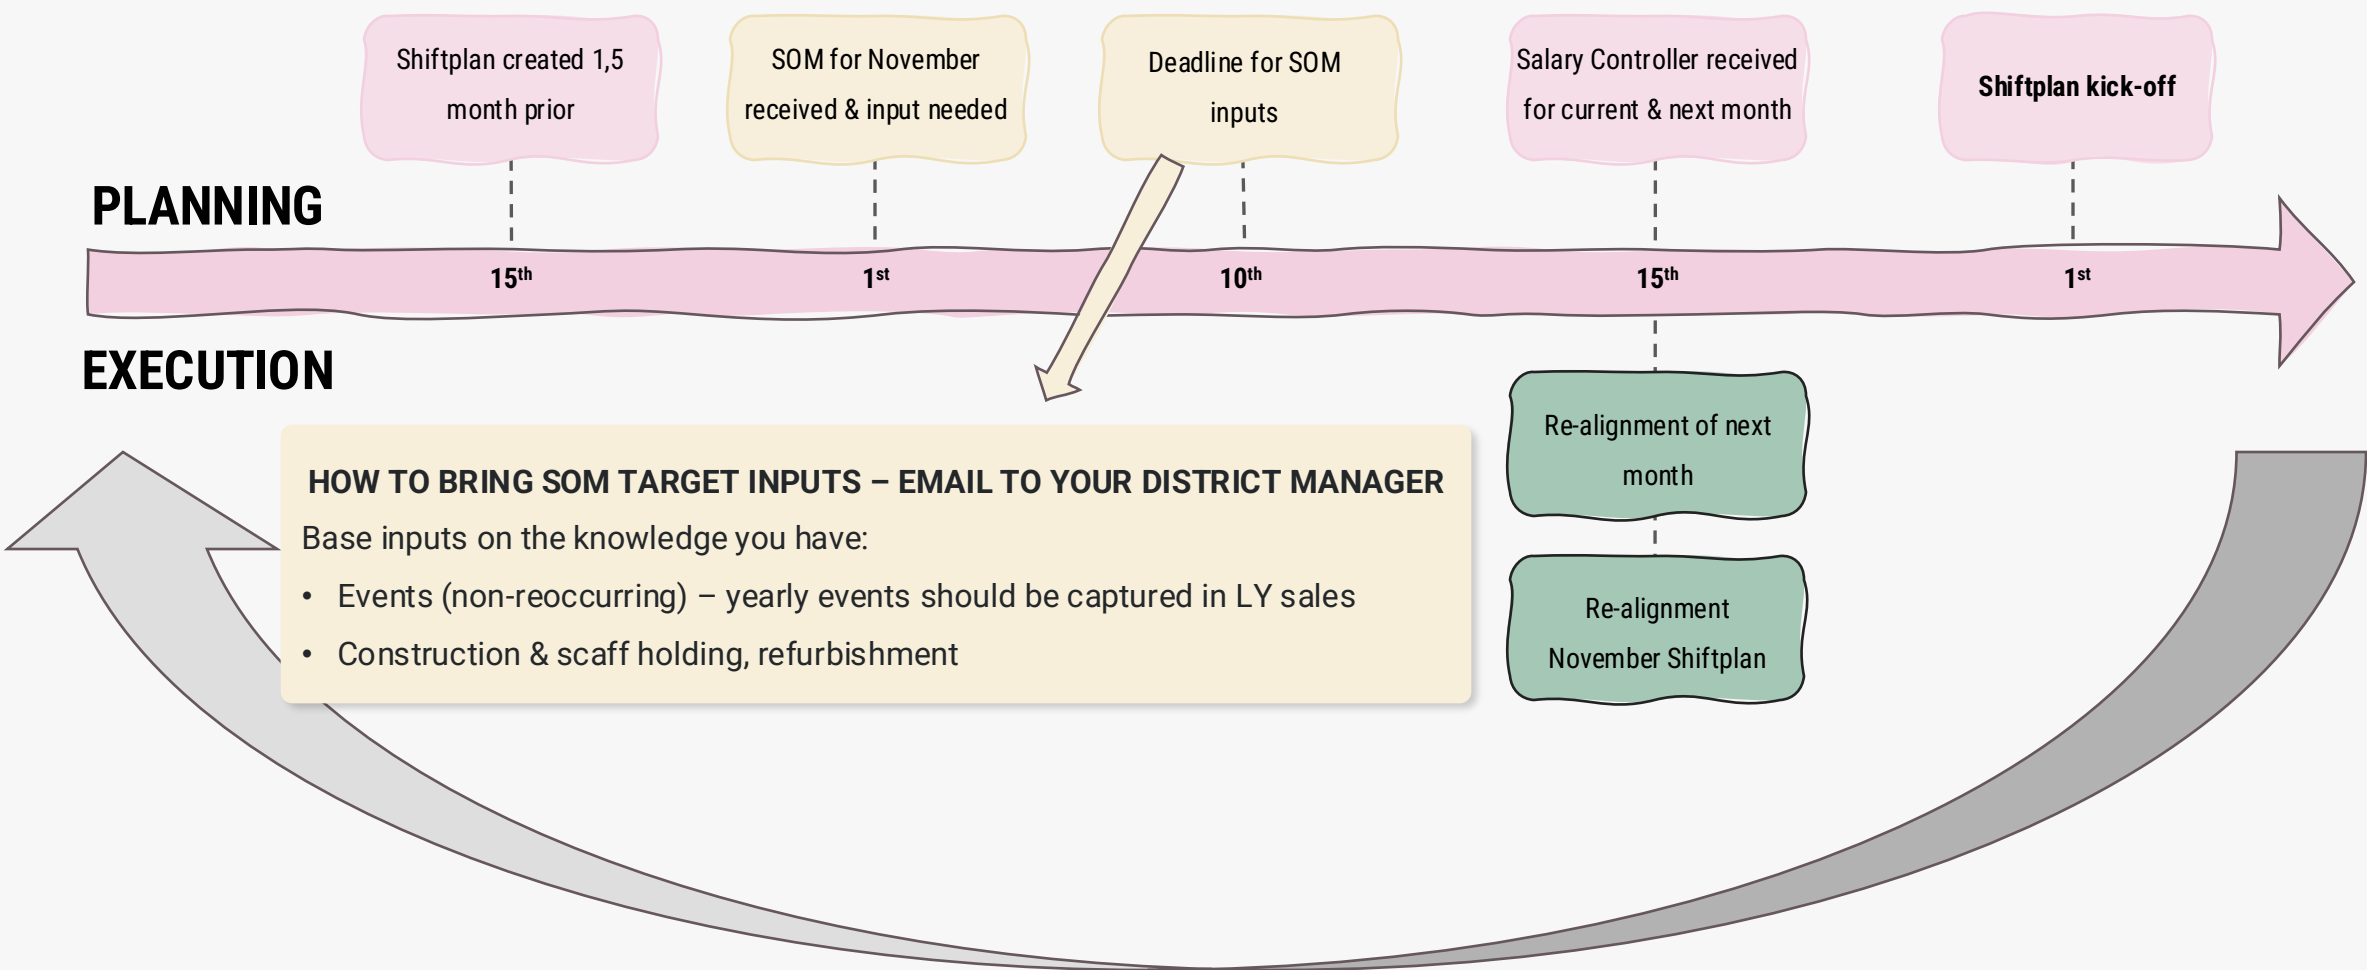 Shiftplan created 1,5
month prior
SOM for November
received & input needed
Deadline for SOM
inputs
Salary Controller received
for current & next month
Shiftplan kick-off
PLANNING
15th
1st
10th
15th
1st
EXECUTION
HOW TO BRING SOM TARGET INPUTS – EMAIL TO YOUR DISTRICT MANAGER
Base inputs on the knowledge you have:
• Events (non-reoccurring) – yearly events should be captured in LY sales
• Construction & scaff holding, refurbishment
Re-alignment of next
month
Re-alignment
November Shiftplan